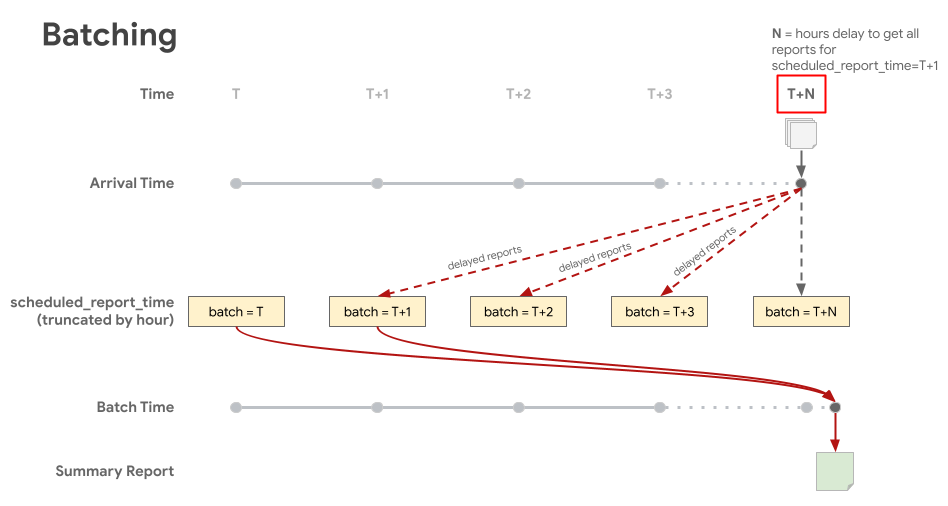 Batching
N = hours delay to get all
reports for
scheduled_report_time=T+1
Time
T
T+1
T+2
T+3
T+N
Arrival Time
delayed reports
delayed reports
delayed reports
scheduled_report_time
(truncated by hour)
batch = T
batch = T+1
batch = T+2
batch = T+3
batch = T+N
Batch Time
Summary Report